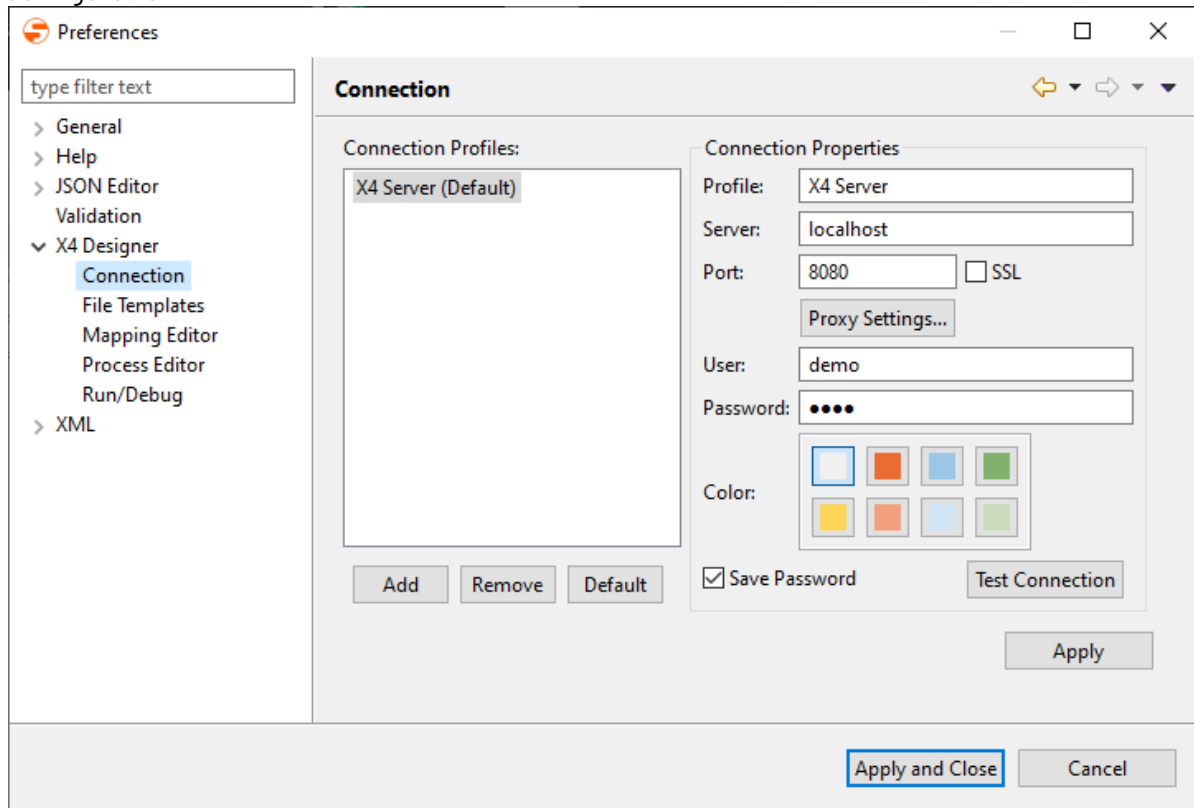 Preferences
type filter text
General
Help
JSON Editor
Validation
X4 Designer
Connection
File Templates
Mapping Editor
Process Editor
Run/Debug
XML
Connection
Connection Profiles:
X4 Server (Default)
Add Remove Default
Connection Properties
Profile: X4 Server
Server: localhost
Port: 8080 SSL
Proxy Settings...
User: demo
Password: ••••
Color:
Save Password Test Connection
Apply
Apply and Close Cancel